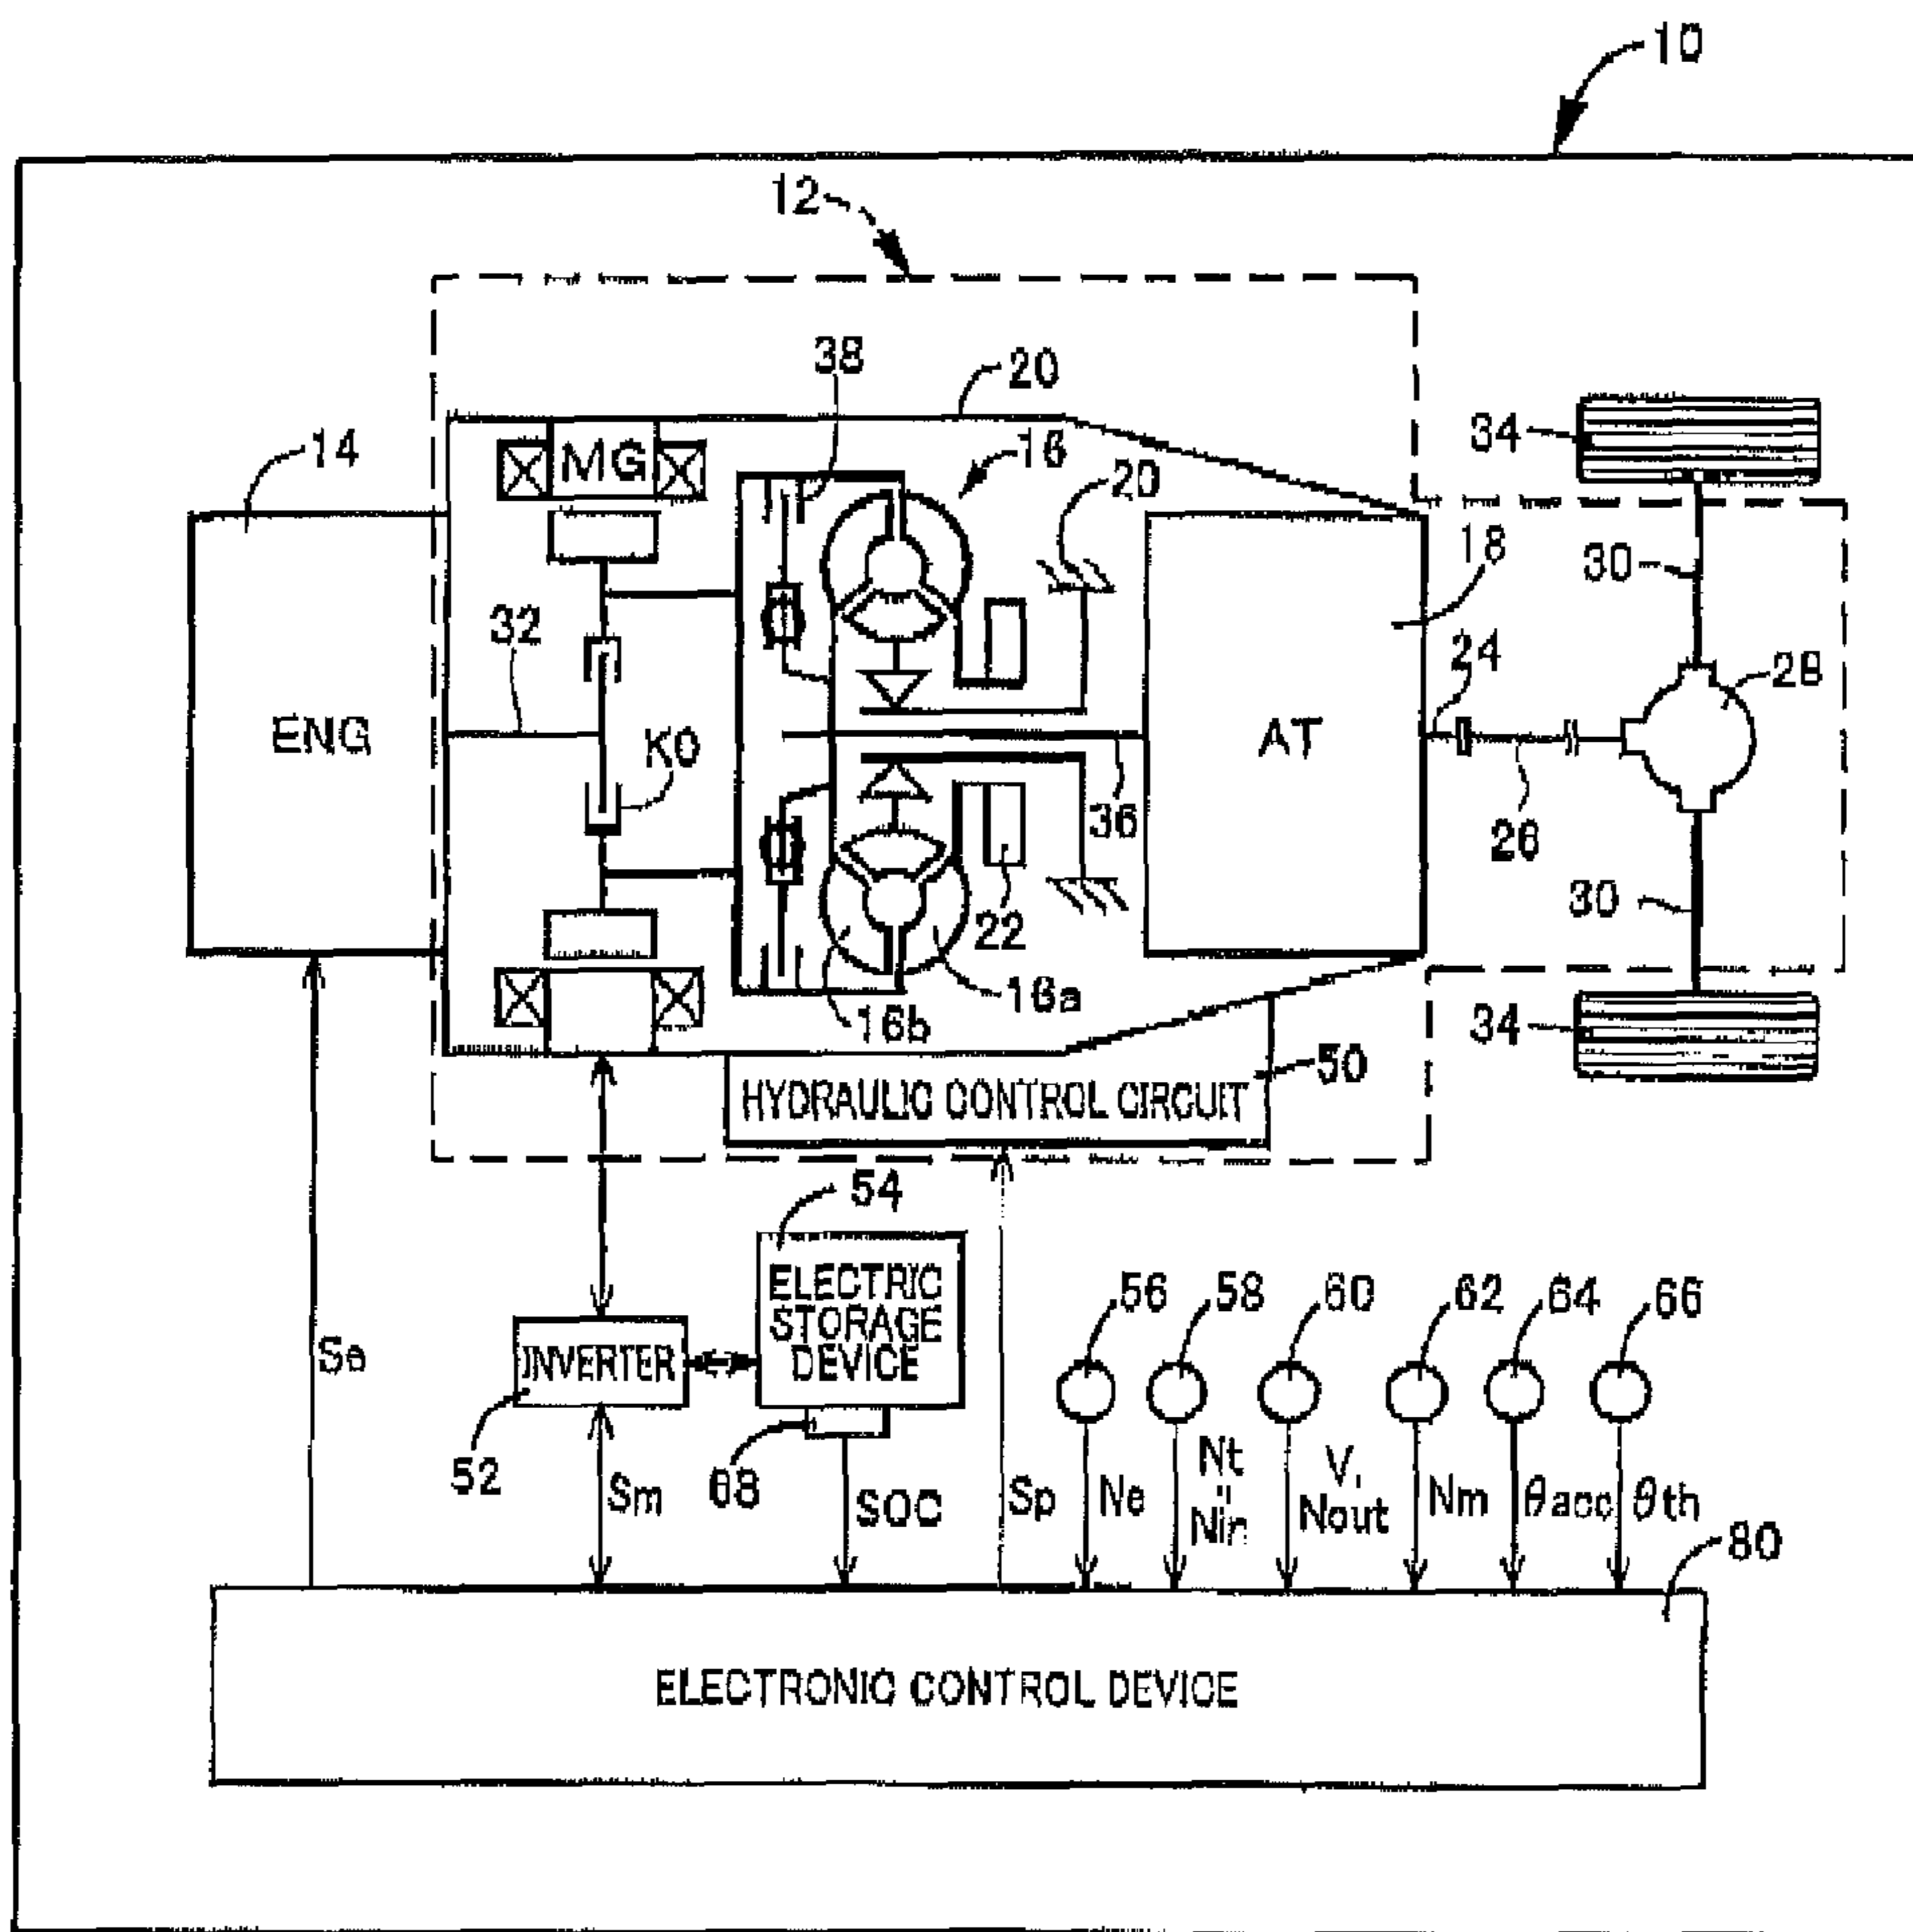 10
12
38
20
14
MG
16
20
34
18
30
32
24
28
ENG
K0
AT
36
26
22
30
16a
16b
34
50
HYDRAULIC CONTROL CIRCUIT
54
ELECTRIC
STORAGE
DEVICE
56
58
60
62
64
66
Se
INVERTER
52
68
Sm
SOC
Sp
Ne
Nt
Nin
V,
Nout
Nm
θacc
θth
80
ELECTRONIC CONTROL DEVICE